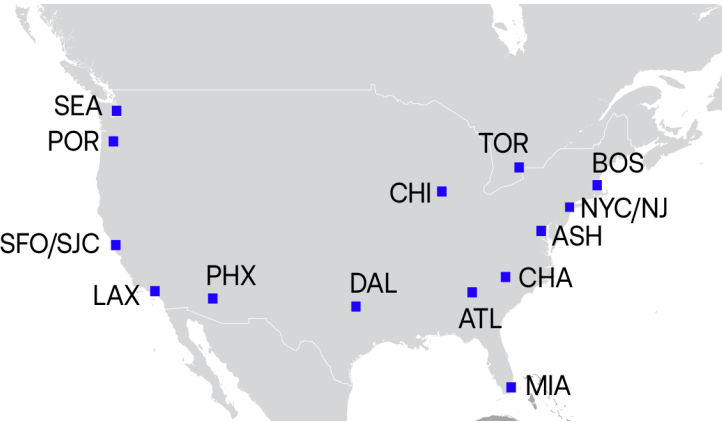 SEA
POR
TOR
BOS
CHI
NYC/NJ
ASH
SFO/SJC
PHX
CHA
DAL
LAX
ATL
MIA